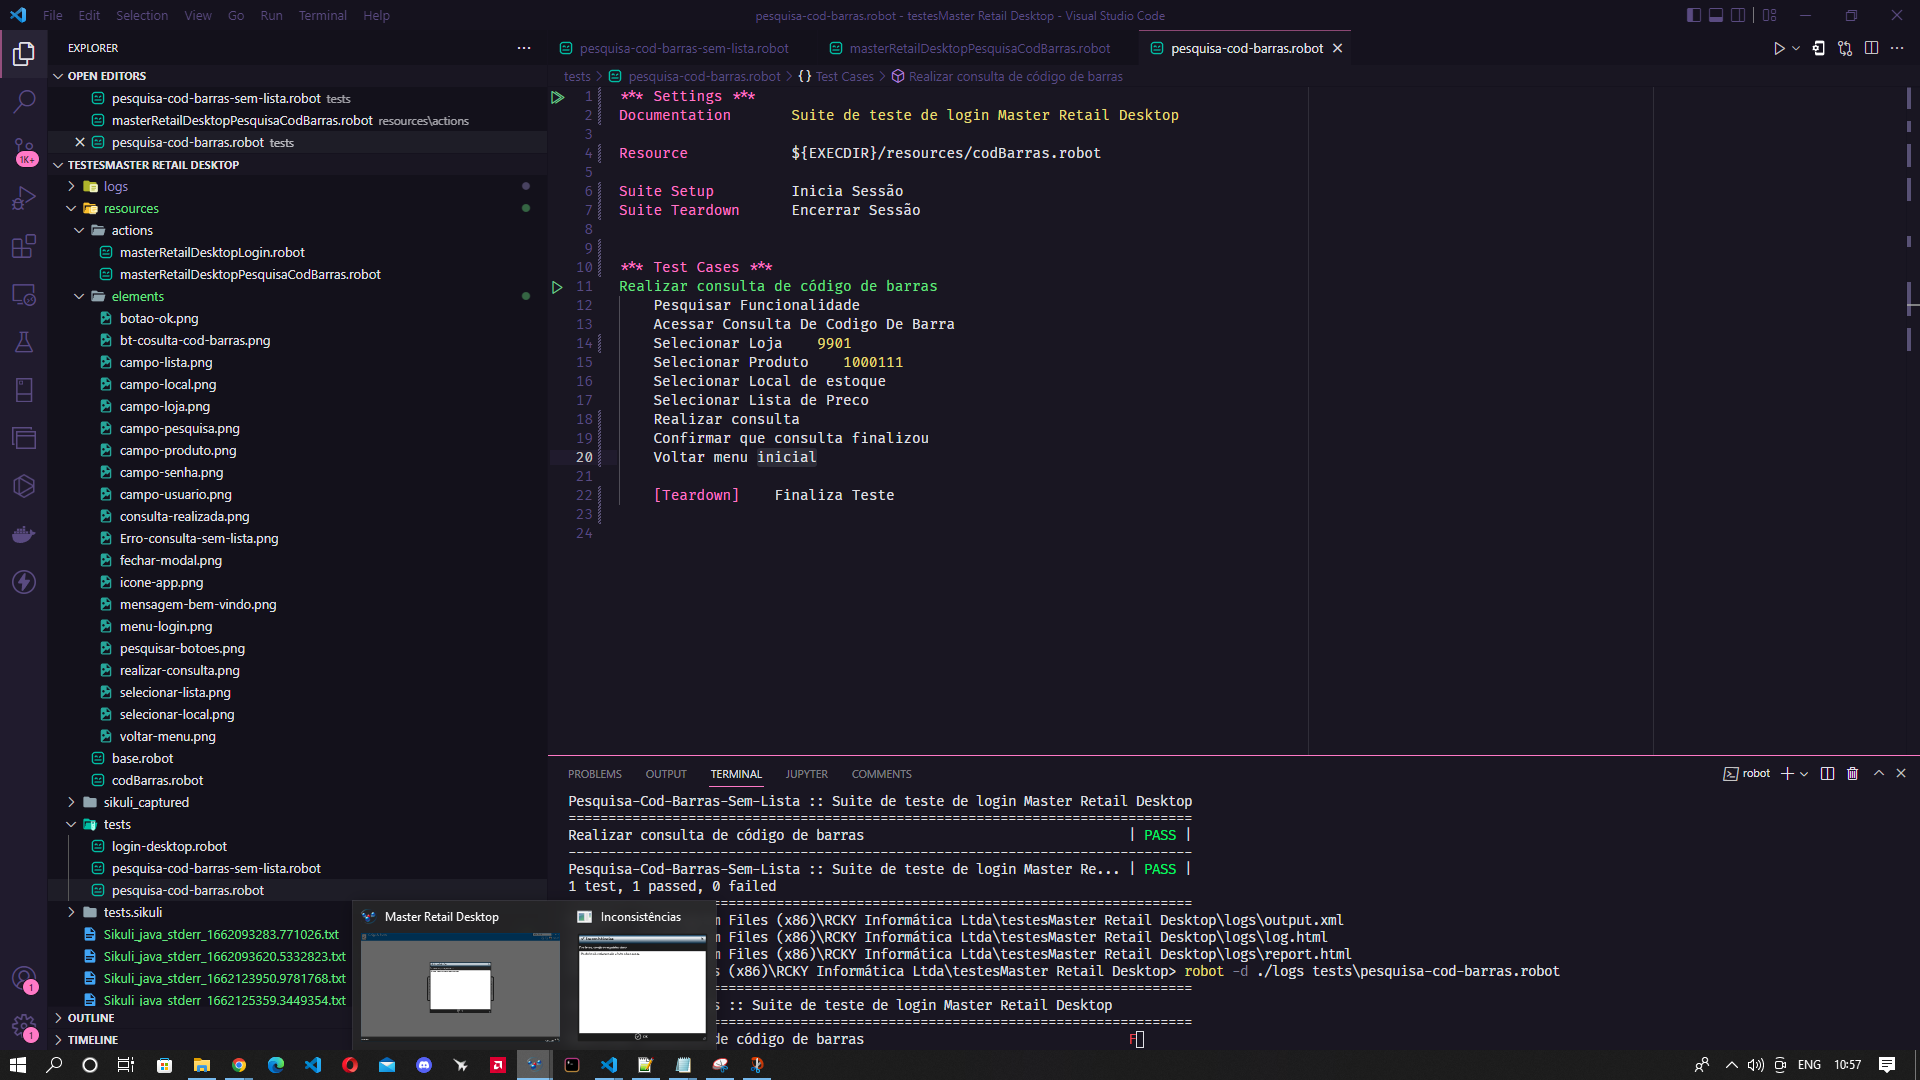 File Edit Selection View Go Run Terminal Help
pesquisa-cod-barras.robot - testesMaster Retail Desktop - Visual Studio Code
EXPLORER
OPEN EDITORS
pesquisa-cod-barras-sem-lista.robot tests
masterRetailDesktopPesquisaCodBarras.robot resources\actions
pesquisa-cod-barras.robot tests
TESTESMASTER RETAIL DESKTOP
logs
resources
actions
masterRetailDesktopLogin.robot
masterRetailDesktopPesquisaCodBarras.robot
elements
botao-ok.png
bt-cosulta-cod-barras.png
campo-lista.png
campo-local.png
campo-loja.png
campo-pesquisa.png
campo-produto.png
campo-senha.png
campo-usuario.png
consulta-realizada.png
Erro-consulta-sem-lista.png
fechar-modal.png
icone-app.png
mensagem-bem-vindo.png
menu-login.png
pesquisar-botoes.png
realizar-consulta.png
selecionar-lista.png
selecionar-local.png
voltar-menu.png
base.robot
codBarras.robot
sikuli_captured
tests
login-desktop.robot
pesquisa-cod-barras-sem-lista.robot
pesquisa-cod-barras.robot
tests.sikuli
Sikuli_java_stderr_1662093283.771026.txt
Sikuli_java_stderr_1662093620.5332823.txt
Sikuli_java_stderr_1662123950.9781768.txt
Sikuli_java_stderr_1662125359.3449354.txt
OUTLINE
TIMELINE
1K+
1
1
pesquisa-cod-barras-sem-lista.robot
masterRetailDesktopPesquisaCodBarras.robot
pesquisa-cod-barras.robot
tests > pesquisa-cod-barras.robot > {} Test Cases > Realizar consulta de código de barras
1 *** Settings ***
2 Documentation Suite de teste de login Master Retail Desktop
3
4 Resource ${EXECDIR}/resources/codBarras.robot
5
6 Suite Setup Inicia Sessão
7 Suite Teardown Encerrar Sessão
8
9
10 *** Test Cases ***
11 Realizar consulta de código de barras
12 Pesquisar Funcionalidade
13 Acessar Consulta De Codigo De Barra
14 Selecionar Loja 9901
15 Selecionar Produto 1000111
16 Selecionar Local de estoque
17 Selecionar Lista de Preco
18 Realizar consulta
19 Confirmar que consulta finalizou
20 Voltar menu inicial
21
22 [Teardown] Finaliza Teste
23
24
PROBLEMS OUTPUT TERMINAL JUPYTER COMMENTS
robot
Pesquisa-Cod-Barras-Sem-Lista :: Suite de teste de login Master Retail Desktop
==============================================================================
Realizar consulta de código de barras | PASS |
------------------------------------------------------------------------------
Pesquisa-Cod-Barras-Sem-Lista :: Suite de teste de login Master Re... | PASS |
1 test, 1 passed, 0 failed
==============================================================================
m Files (x86)\RCKY Informática Ltda\testesMaster Retail Desktop\logs\output.xml
m Files (x86)\RCKY Informática Ltda\testesMaster Retail Desktop\logs\log.html
m Files (x86)\RCKY Informática Ltda\testesMaster Retail Desktop\logs\report.html
s (x86)\RCKY Informática Ltda\testesMaster Retail Desktop> robot -d ./logs tests\pesquisa-cod-barras.robot
==============================================================================
s :: Suite de teste de login Master Retail Desktop
==============================================================================
de código de barras F
Master Retail Desktop
Inconsistências
OK
ENG 10:57